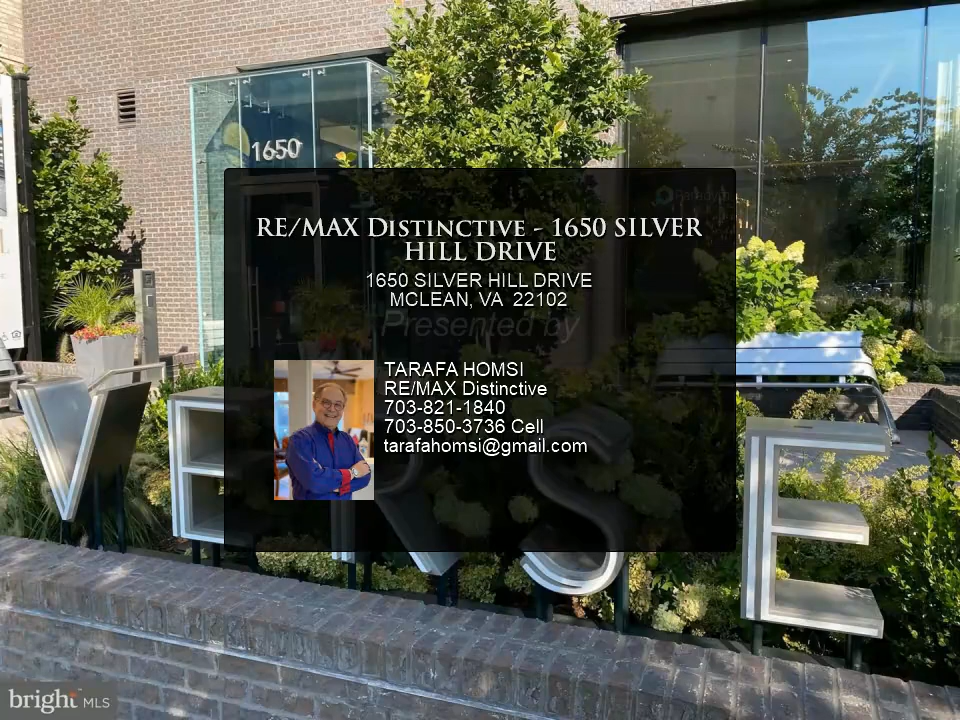 1650
RE/MAX DISTINCTIVE - 1650 SILVER
HILL DRIVE
1650 SILVER HILL DRIVE
MCLEAN, VA 22102
Presented by
TARAFA HOMSI
RE/MAX Distinctive
703-821-1840
703-850-3736 Cell
tarafahomsi@gmail.com
VERSE
bright MLS